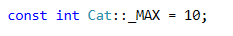 const int Cat::_MAX = 10;